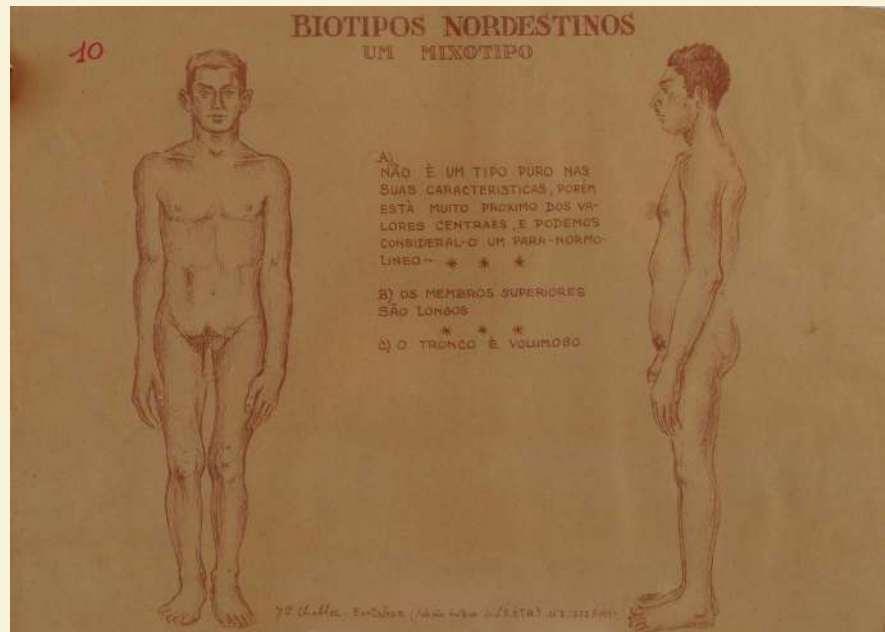 BIOTIPOS NORDESTINOS
UM MIXOTIPO
10
A)
NÃO È UM TIPO PURO NAS
SUAS CARACTERISTICAS, PORÉM
ESTÀ MUITO PROXIMO DOS VA-
LORES CENTRAES, E PODEMOS
CONSIDERAL-O UM PARA-NORMO-
LINEO- * * *
B) OS MEMBROS SUPERIORES
SÃO LONGOS
* * *
C) O TRONCO È VOLUMOSO